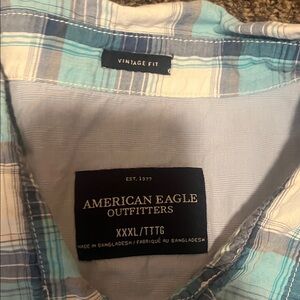 VINTAGE FIT
EST. 1977
AMERICAN EAGLE
OUTFITTERS
XXXL/TTTG
MADE IN BANGLADESH / FABRIQUÉ AU BANGLADESH